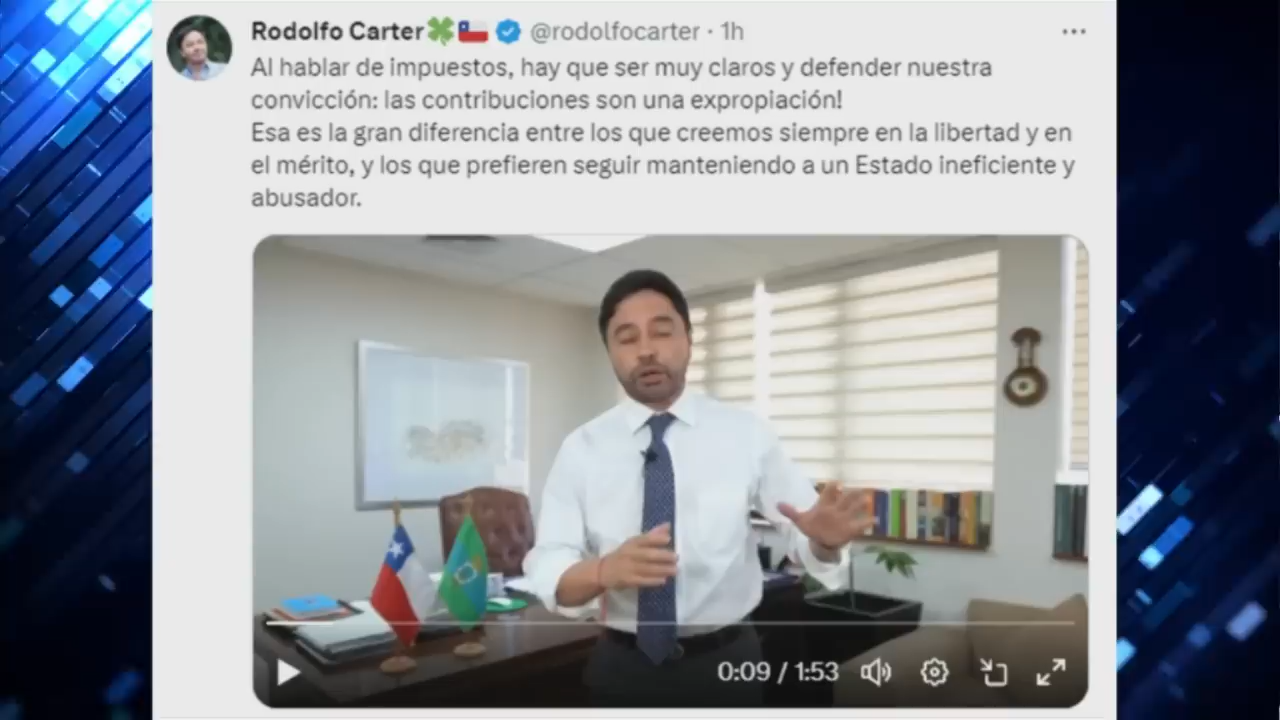 Rodolfo Carter🍀🇨🇱 @rodolfocarter · 1h
Al hablar de impuestos, hay que ser muy claros y defender nuestra
convicción: las contribuciones son una expropiación!
Esa es la gran diferencia entre los que creemos siempre en la libertad y en
el mérito, y los que prefieren seguir manteniendo a un Estado ineficiente y
abusador.
0:09 / 1:53